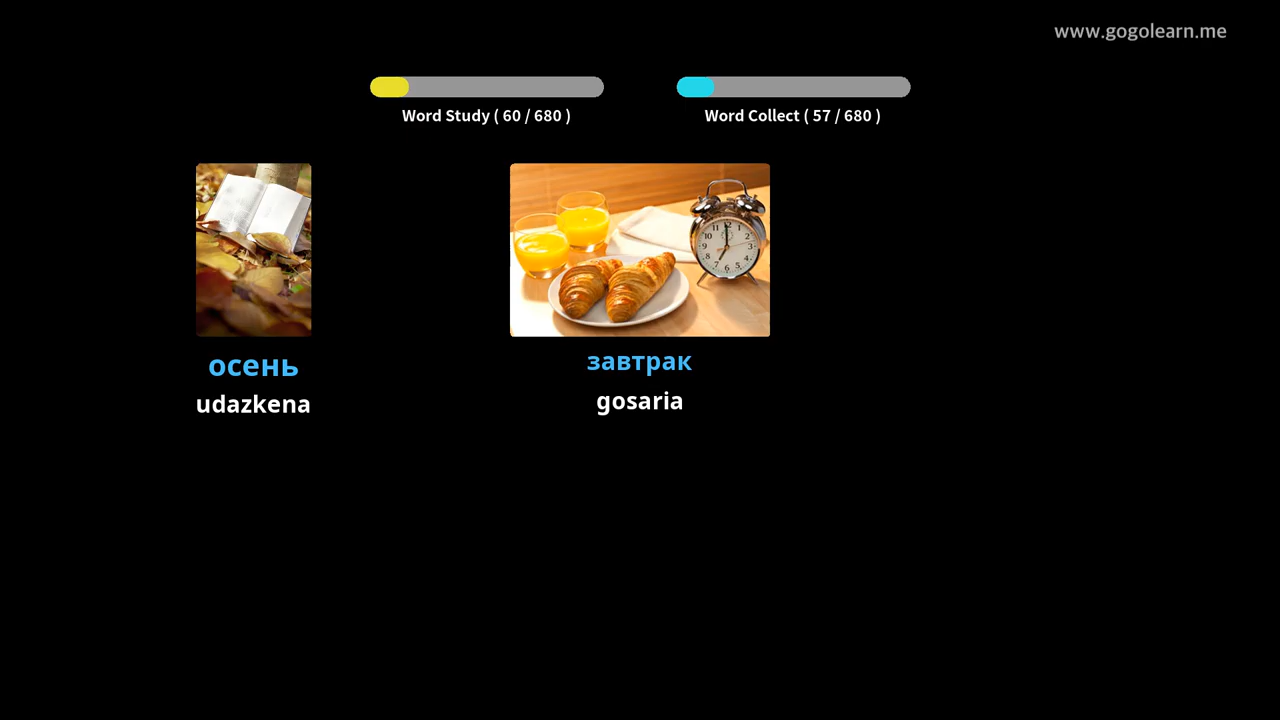 www.gogolearn.me
Word Study ( 60 / 680 )
Word Collect ( 57 / 680 )
осень
udazkena
завтрак
gosaria